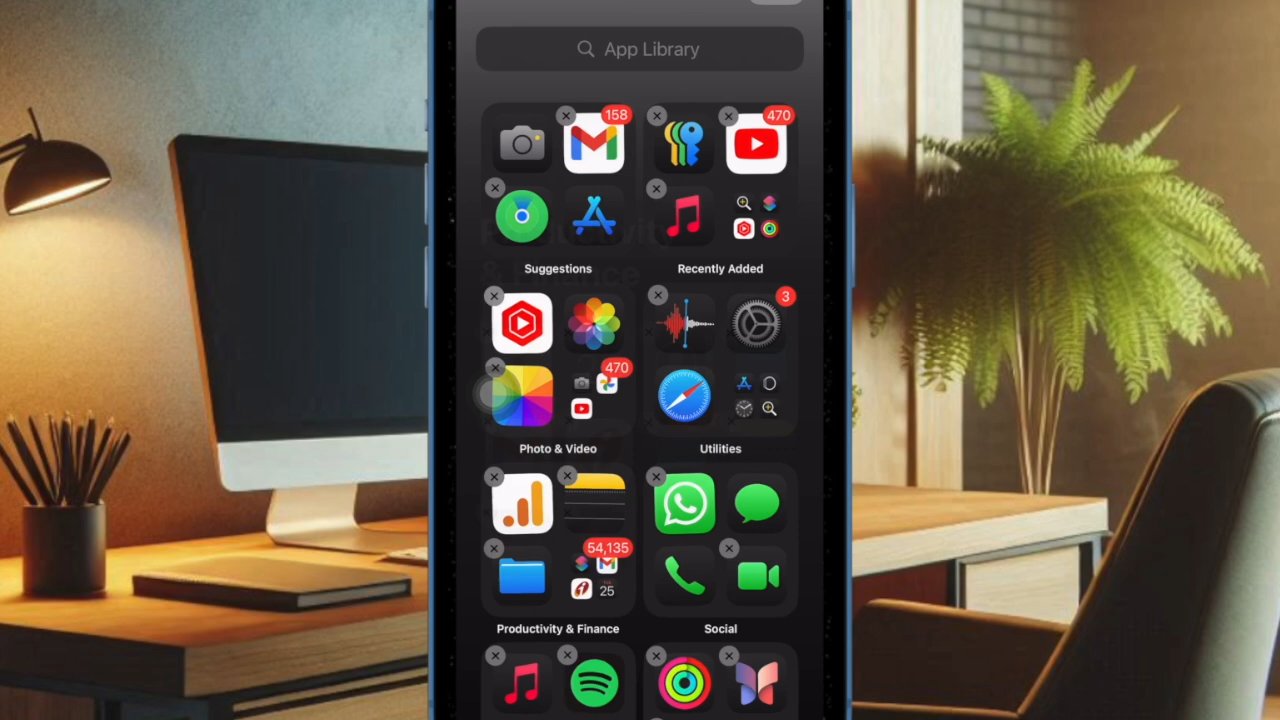 App Library
158
470
Suggestions
Recently Added
3
470
Photo & Video
Utilities
54,135
25
Productivity & Finance
Social